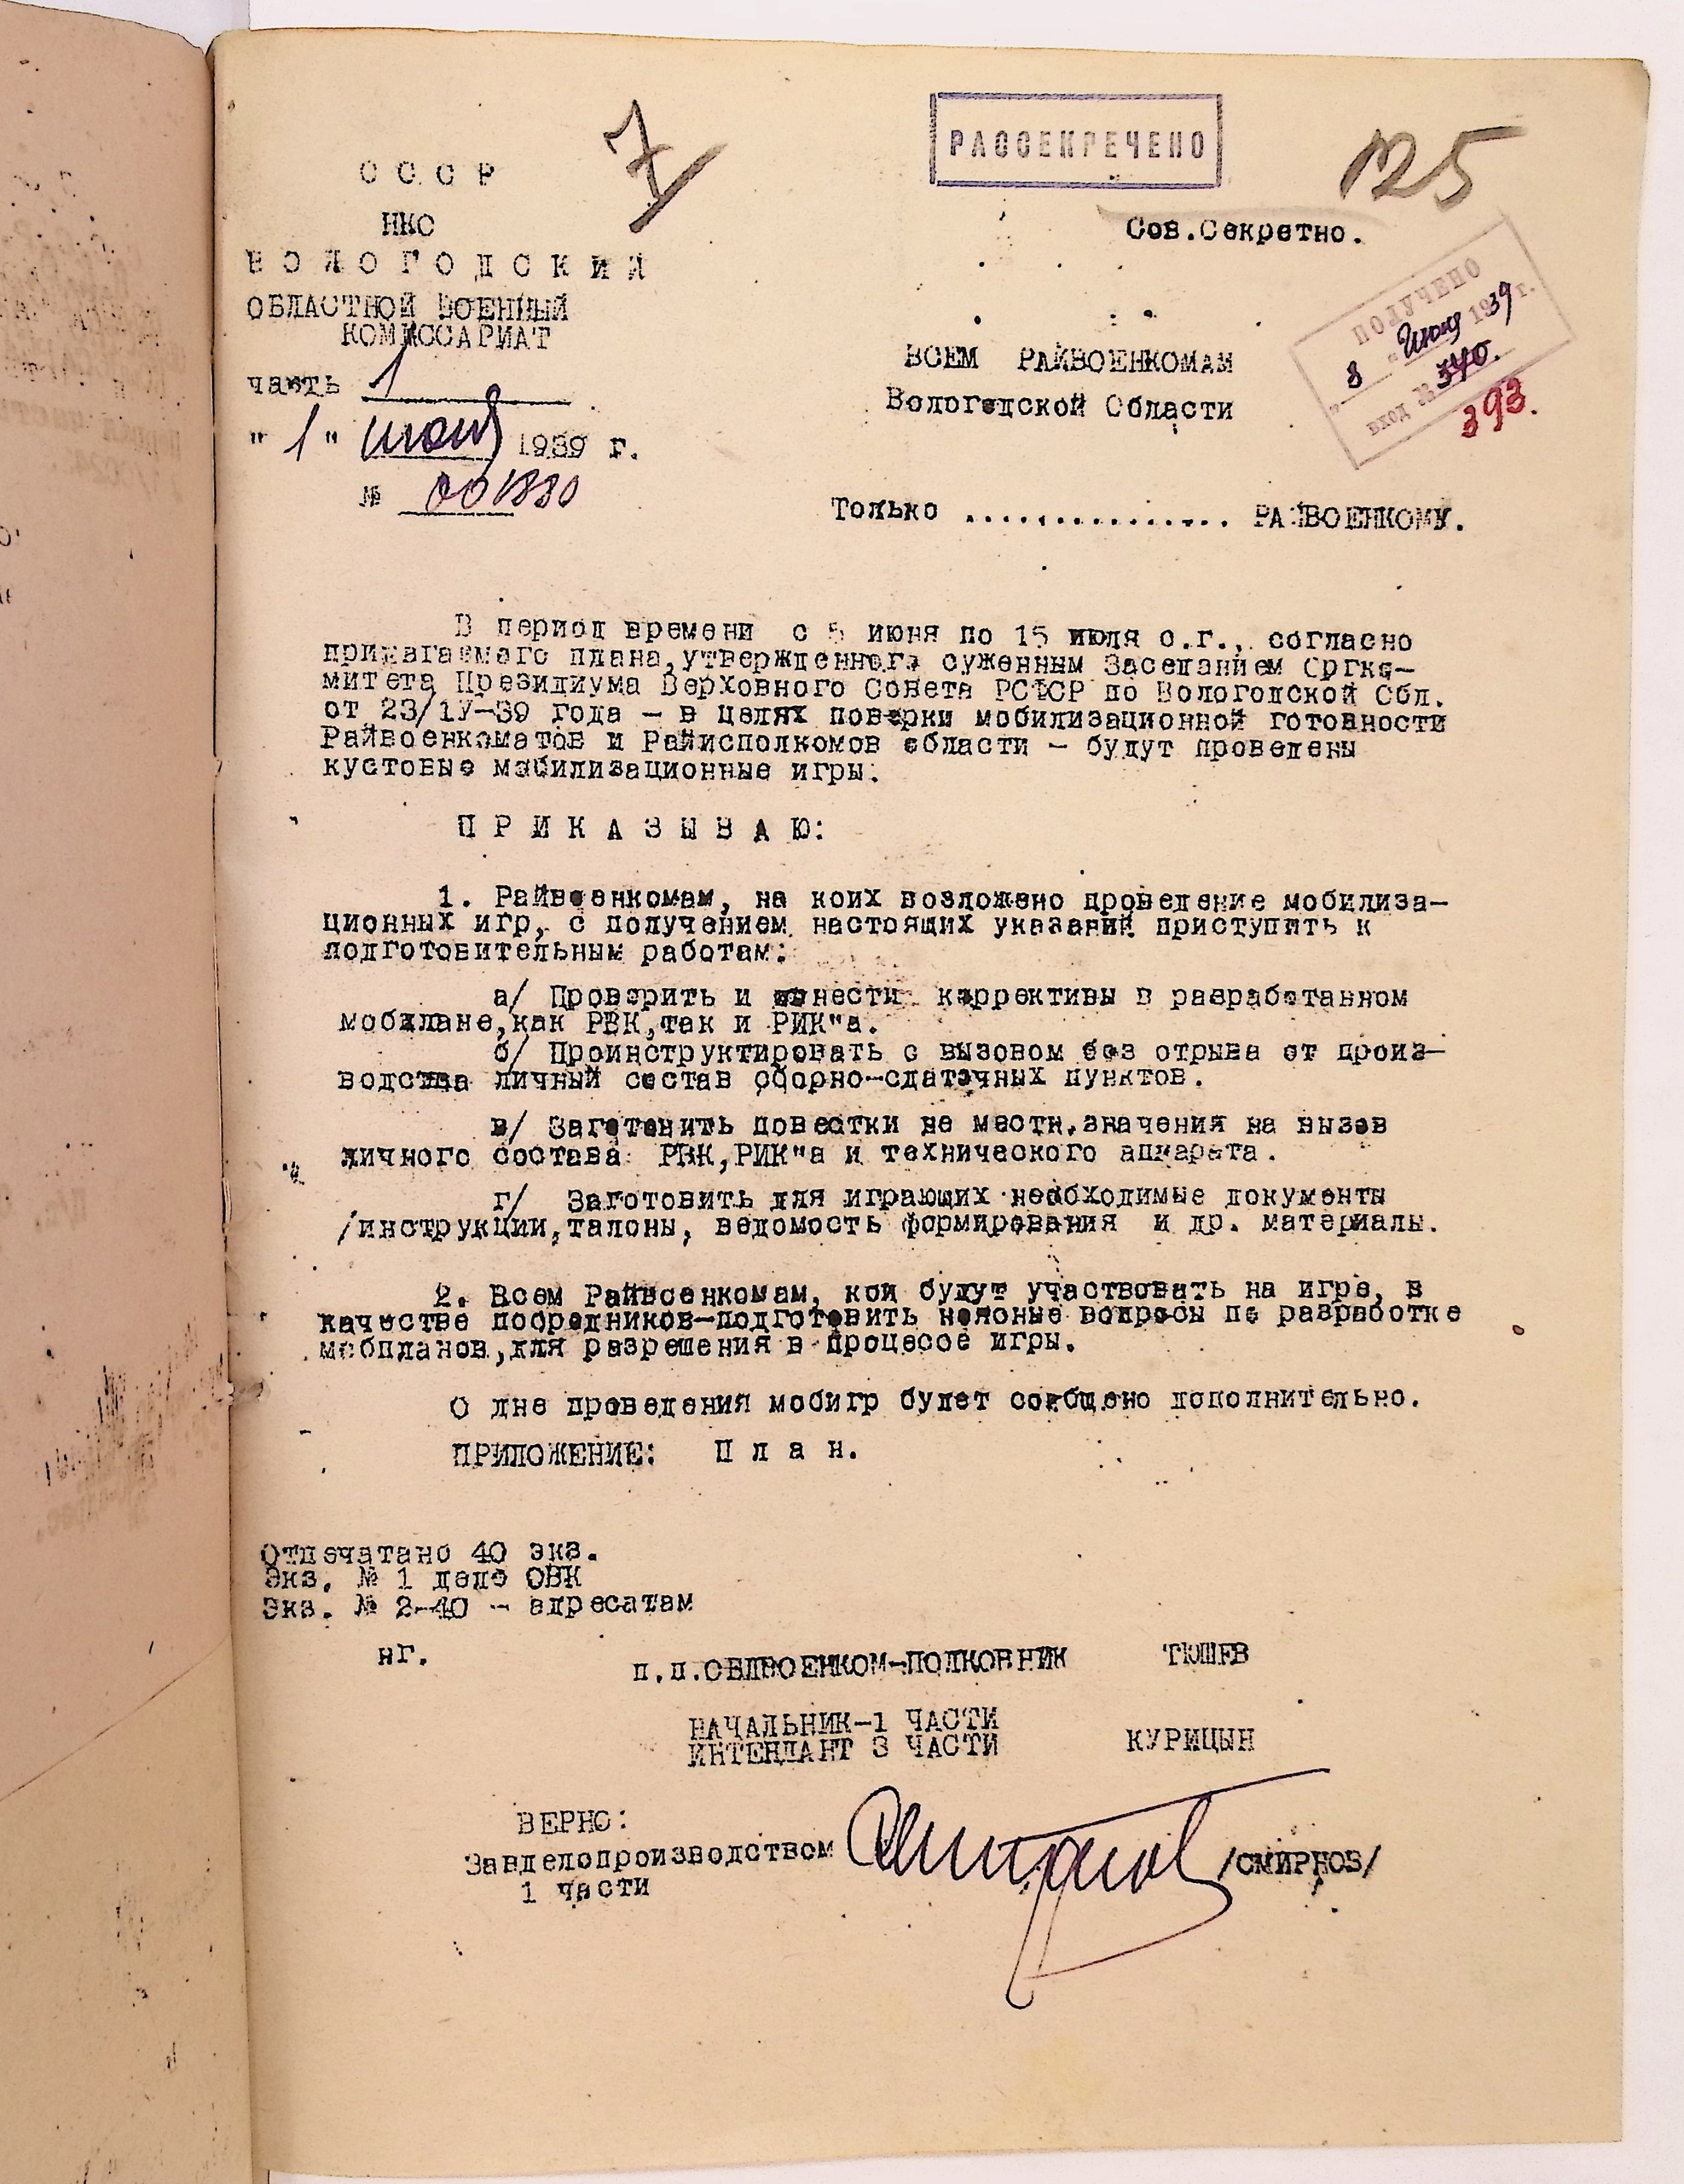 7
РАССЕКРЕЧЕНО
125
С С С Р
НКО
В О Л О Г О Д С К И Й
ОБЛАСТНОЙ ВОЕННЫЙ
КОМИССАРИАТ
часть 1
"1" июня 1939 г.
№ 001880
Сов.Секретно.
ПОЛУЧЕНО
"8" июня 1939 г.
ВХОД № 340.
393.
ВСЕМ РАЙВОЕНКОМАМ
Вологодской Области
Только ............... РАЙВОЕНКОМУ.
В период времени с 5 июня по 15 июля с.г., согласно
прилагаемого плана,утвержденного суженным Заседанием Оргко-
митета Президиума Верховного Совета РСФСР по Вологодской Обл.
от 23/1У-39 года - в целях поверки мобилизационной готовности
Райвоенкоматов и Райисполкомов области - будут проведены
кустовые мобилизационные игры.
П Р И К А З Ы В А Ю:
1. Райвоенкомам, на коих возложено проведение мобилиза-
ционных игр, с получением настоящих указаний приступить к
подготовительным работам:
а/ Проверить и внести коррективы в разработанном
мобплане,как РВК,так и РИК"а.
б/ Проинструктировать с вызовом без отрыва от произ-
водства личный состав сборно-сдаточных пунктов.
в/ Заготовить повестки не местн.значения на вызов
личного состава РВК,РИК"а и технического аппарата.
г/ Заготовить для играющих необходимые документы
/инструкции,талоны, ведомость формирования и др. материалы.
2. Всем Райвоенкомам, кои будут участвовать на игре, в
качестве посредников-подготовить неясные вопросы по разработке
мобпланов,для разрешения в процессе игры.
О дне проведения мобигр будет сообщено дополнительно.
ПРИЛОЖЕНИЕ: П л а н.
Отпечатано 40 экз.
Экз. № 1 дело ОВК
Экз. № 2-40 - адресатам
нг.
п.п.ОБЛВОЕНКОМ-ПОЛКОВНИК ТЮШЕВ
НАЧАЛЬНИК-1 ЧАСТИ
ИНТЕНДАНТ 3 ЧАСТИ КУРИЦЫН
ВЕРНО:
Завделопроизводством /СМИРНОВ/
1 части